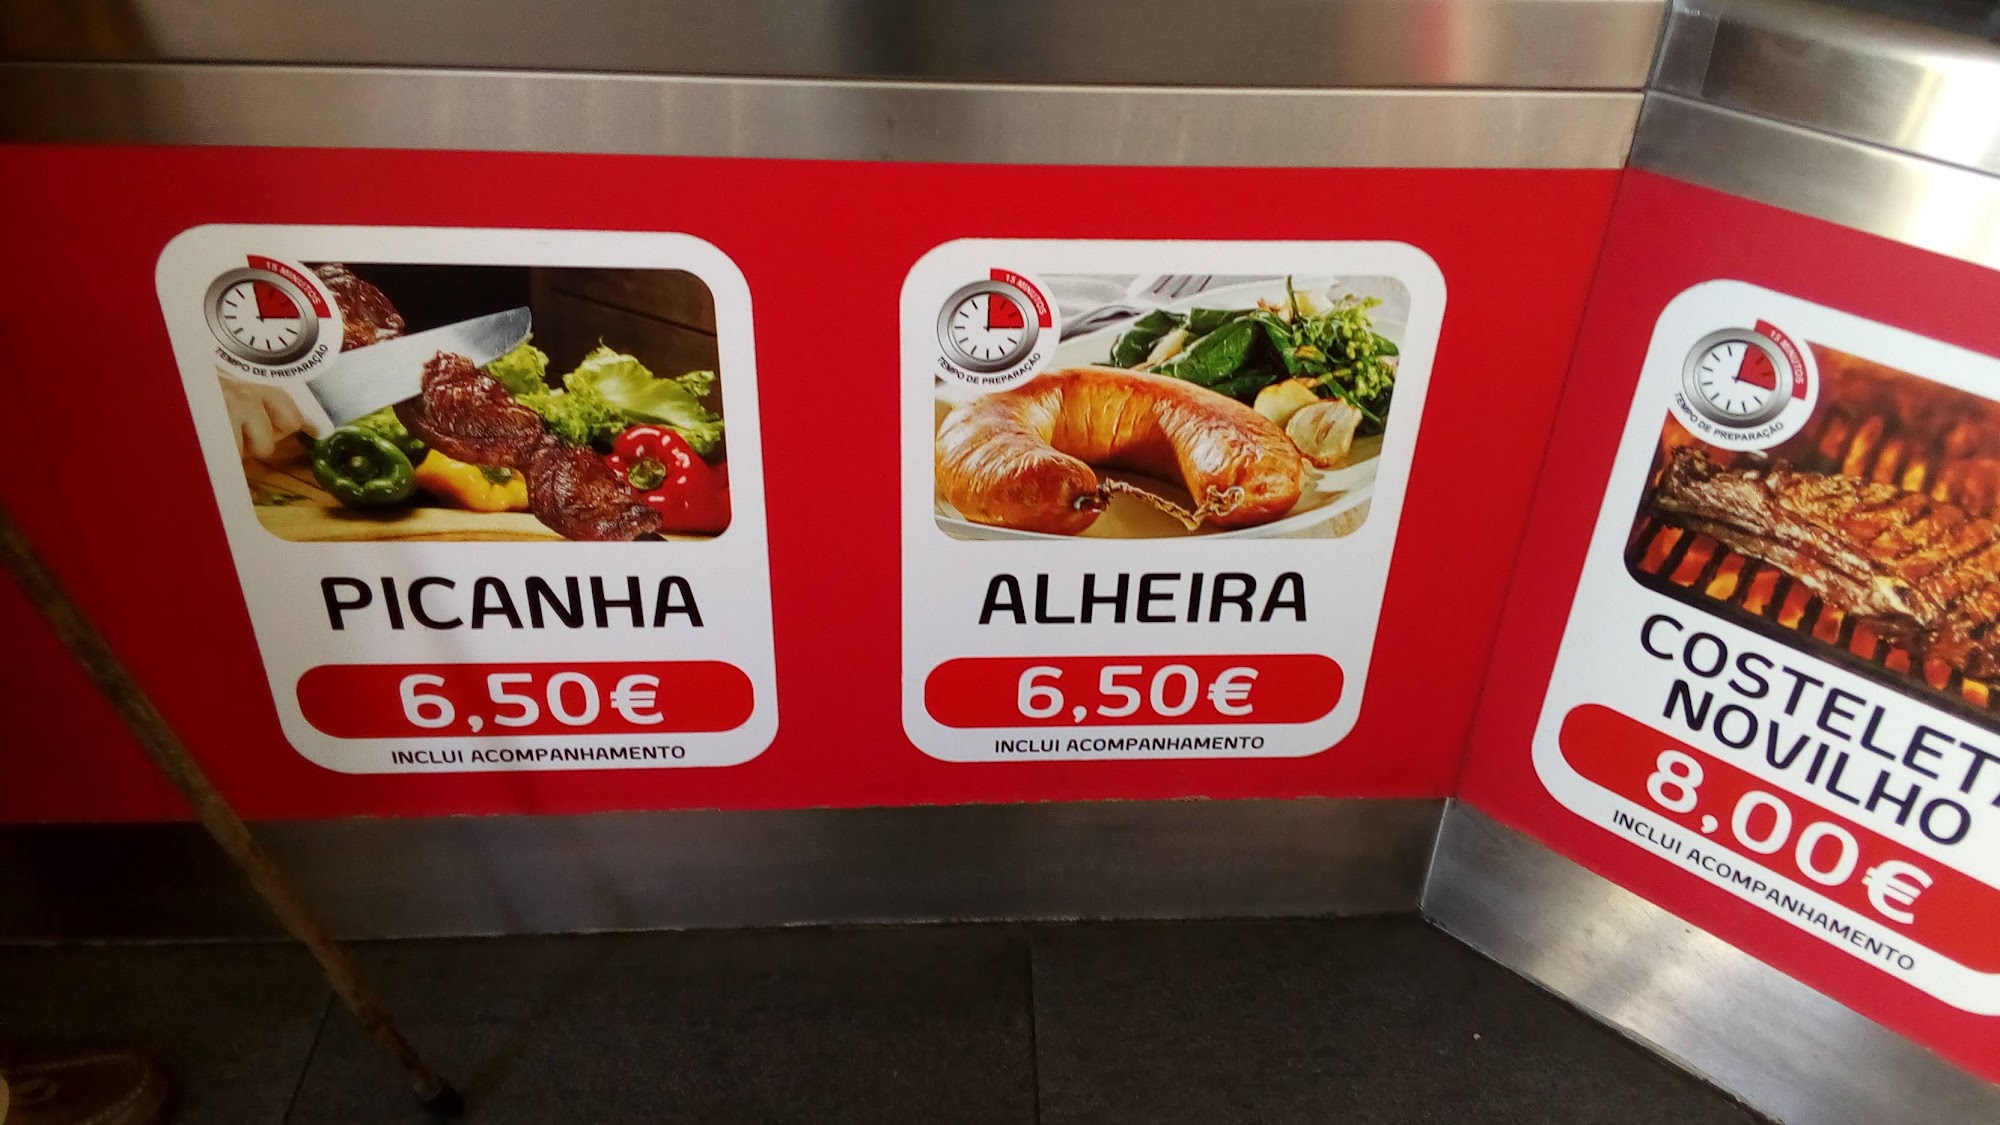 15 MINUTOS
TEMPO DE PREPARAÇÃO
PICANHA
6,50€
INCLUI ACOMPANHAMENTO
15 MINUTOS
TEMPO DE PREPARAÇÃO
ALHEIRA
6,50€
INCLUI ACOMPANHAMENTO
15 MINUTOS
TEMPO DE PREPARAÇÃO
COSTELET
NOVILHO
8,00€
INCLUI ACOMPANHAMENTO